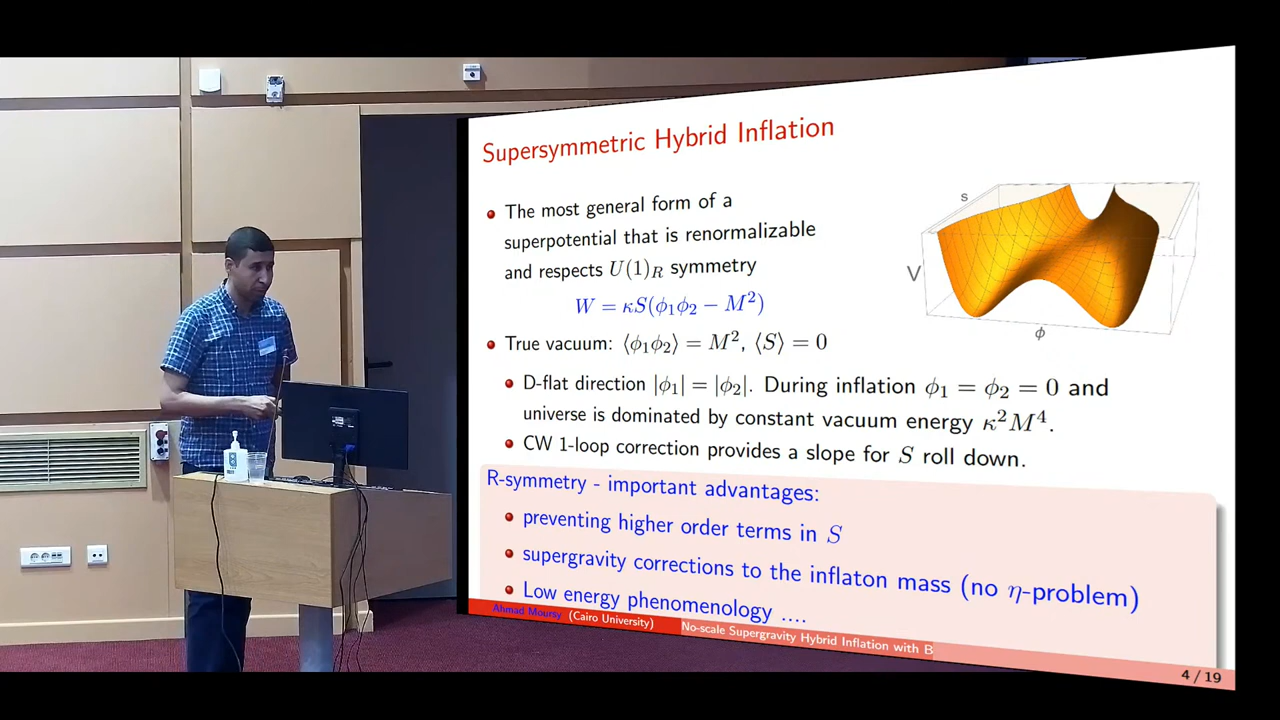 Supersymmetric Hybrid Inflation
The most general form of a
superpotential that is renormalizable
and respects U(1)_R symmetry
W = κS(ϕ₁ϕ₂ − M²)
True vacuum: ⟨ϕ₁ϕ₂⟩ = M², ⟨S⟩ = 0
D-flat direction |ϕ₁| = |ϕ₂|. During inflation ϕ₁ = ϕ₂ = 0 and
universe is dominated by constant vacuum energy κ²M⁴.
CW 1-loop correction provides a slope for S roll down.
S
V
ϕ
R-symmetry - important advantages:
preventing higher order terms in S
supergravity corrections to the inflaton mass (no η-problem)
Low energy phenomenology ....
Ahmad Moursy (Cairo University)
No-scale Supergravity Hybrid Inflation with B
4 / 19